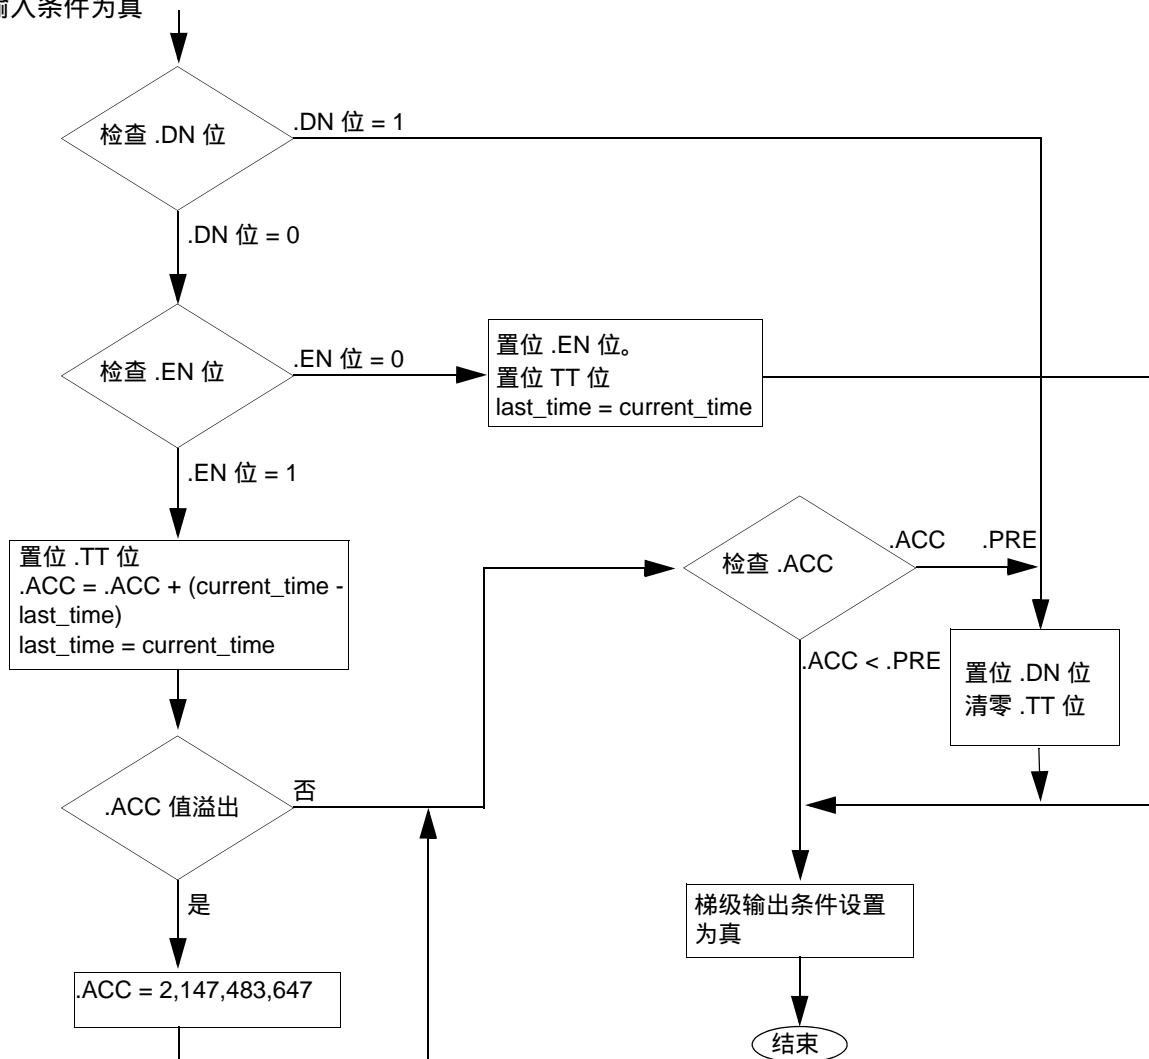 输入条件为真
检查 .DN 位
.DN 位 = 1
.DN 位 = 0
检查 .EN 位
.EN 位 = 0
置位 .EN 位。
置位 TT 位
last_time = current_time
.EN 位 = 1
置位 .TT 位
.ACC = .ACC + (current_time -
last_time)
last_time = current_time
检查 .ACC
.ACC .PRE
.ACC < .PRE
置位 .DN 位
清零 .TT 位
.ACC 值溢出
否
是
梯级输出条件设置
为真
.ACC = 2,147,483,647
结束